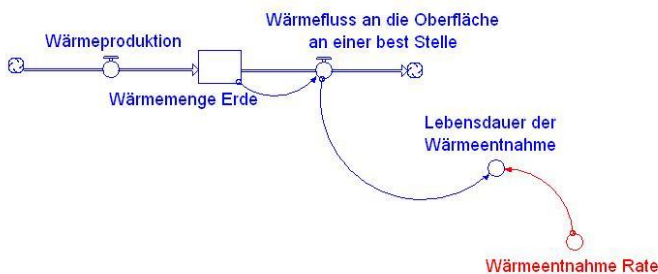 Wärmeproduktion
Wärmefluss an die Oberfläche
an einer best Stelle
Wärmemenge Erde
Lebensdauer der
Wärmeentnahme
Wärmeentnahme Rate